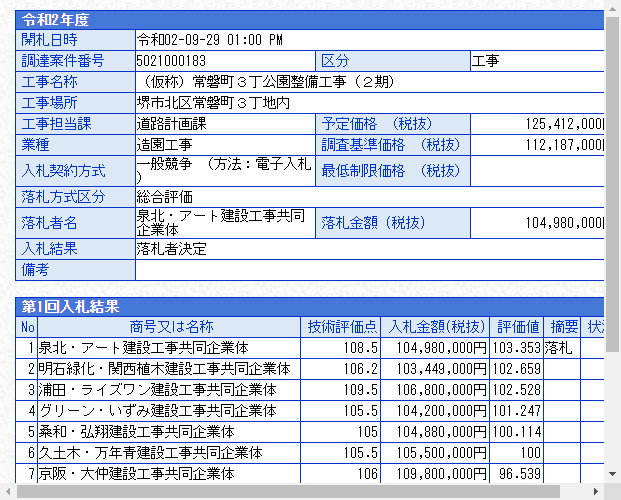 令和2年度
開札日時 令和02-09-29 01:00 PM
調達案件番号 5021000183 区分 工事
工事名称 （仮称）常磐町３丁公園整備工事（２期）
工事場所 堺市北区常磐町３丁地内
工事担当課 道路計画課 予定価格 （税抜） 125,412,000
業種 造園工事 調査基準価格 （税抜） 112,187,000
入札契約方式 一般競争 （方法：電子入札
） 最低制限価格 （税抜）
落札方式区分 総合評価
落札者名 泉北・アート建設工事共同
企業体 落札金額（税抜） 104,980,000
入札結果 落札者決定
備考
第1回入札結果
No 商号又は名称 技術評価点 入札金額(税抜) 評価値 摘要 状
1 泉北・アート建設工事共同企業体 108.5 104,980,000円 103.353 落札
2 明石緑化・関西植木建設工事共同企業体 106.2 103,449,000円 102.659
3 浦田・ライズワン建設工事共同企業体 109.5 106,800,000円 102.528
4 グリーン・いずみ建設工事共同企業体 105.5 104,200,000円 101.247
5 桑和・弘翔建設工事共同企業体 105 104,880,000円 100.114
6 久土木・万年青建設工事共同企業体 105.5 105,500,000円 100
7 京阪・大仲建設工事共同企業体 106 109,800,000円 96.539